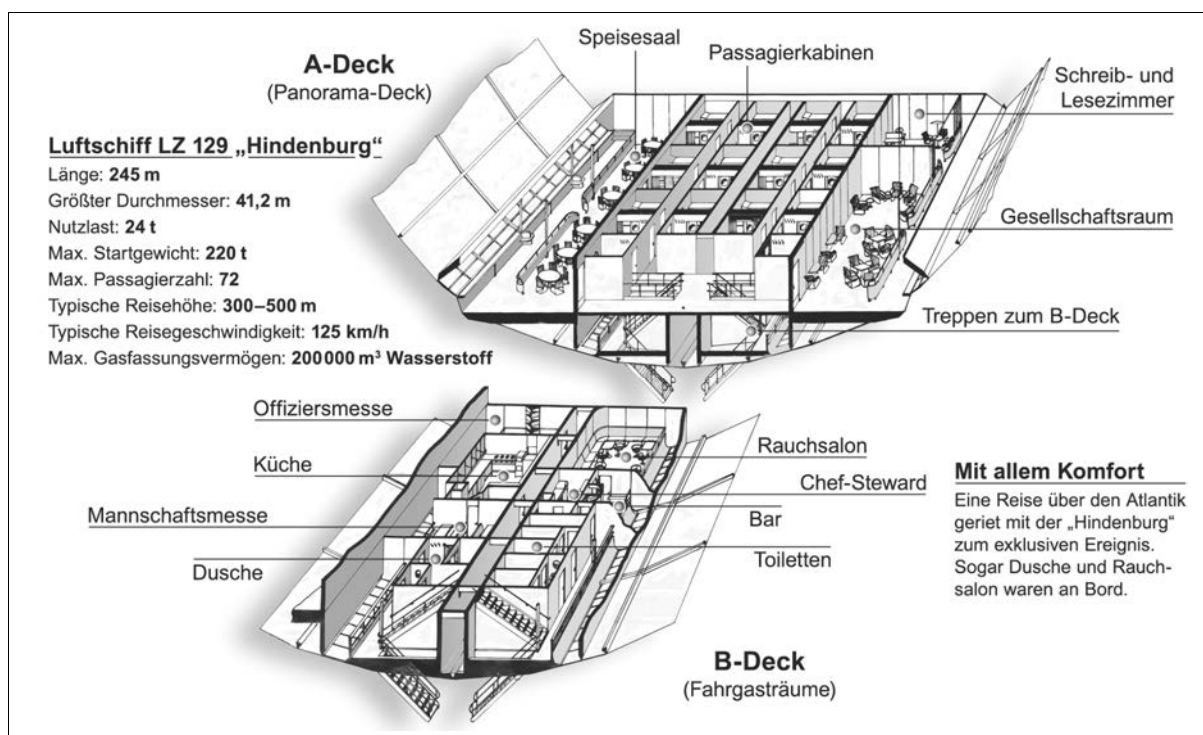 A-Deck
(Panorama-Deck)
Speisesaal
Passagierkabinen
Schreib- und
Lesezimmer
Gesellschaftsraum
Treppen zum B-Deck
Luftschiff LZ 129 „Hindenburg“
Länge: 245 m
Größter Durchmesser: 41,2 m
Nutzlast: 24 t
Max. Startgewicht: 220 t
Max. Passagierzahl: 72
Typische Reisehöhe: 300–500 m
Typische Reisegeschwindigkeit: 125 km/h
Max. Gasfassungsvermögen: 200 000 m³ Wasserstoff
Offiziersmesse
Küche
Mannschaftsmesse
Dusche
Rauchsalon
Chef-Steward
Bar
Toiletten
B-Deck
(Fahrgasträume)
Mit allem Komfort
Eine Reise über den Atlantik
geriet mit der „Hindenburg“
zum exklusiven Ereignis.
Sogar Dusche und Rauch-
salon waren an Bord.